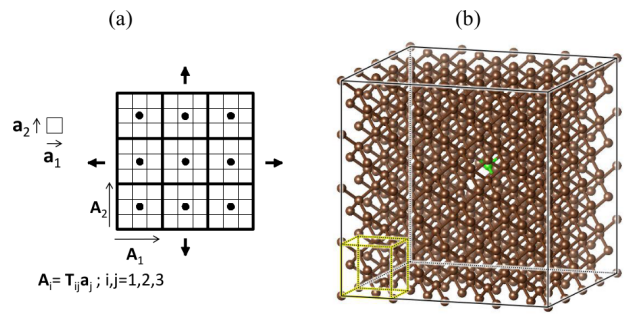 (a)
(b)
a₂
a₁
A₂
A₁
Aᵢ= Tᵢⱼaⱼ ; i,j=1,2,3